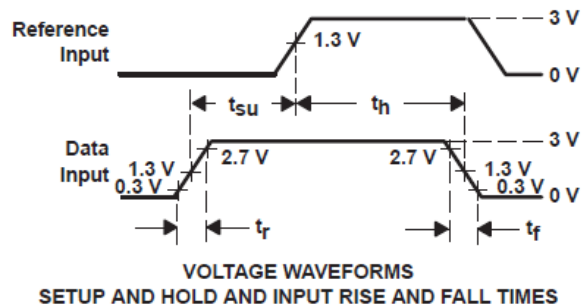 Reference
Input
1.3 V
3 V
0 V
tsu
th
Data
Input
1.3 V
0.3 V
2.7 V
2.7 V
3 V
1.3 V
0.3 V
0 V
tr
tf
VOLTAGE WAVEFORMS
SETUP AND HOLD AND INPUT RISE AND FALL TIMES